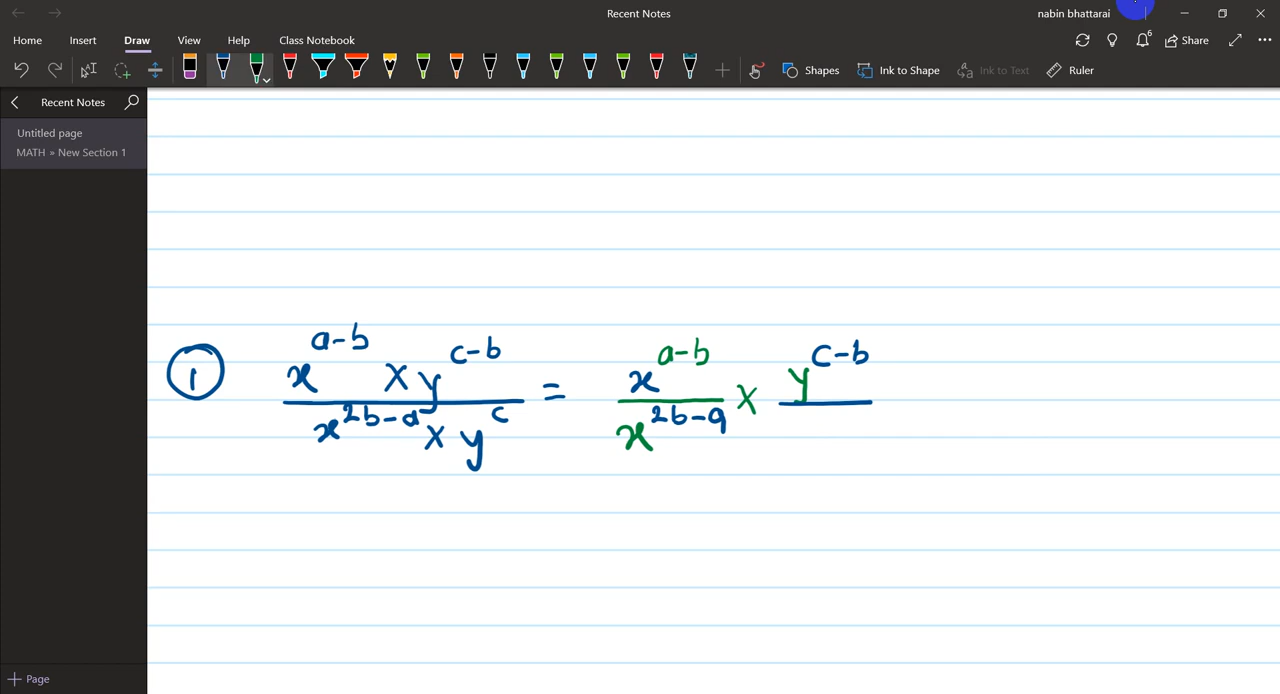 Recent Notes
nabin bhattarai
Home Insert Draw View Help Class Notebook
6
Share
Shapes Ink to Shape Ink to Text Ruler
Recent Notes
Untitled page
MATH » New Section 1
① x^{a-b} × y^{c-b} / x^{2b-a} × y^{c} = x^{a-b} / x^{2b-a} × y^{c-b} /
Page